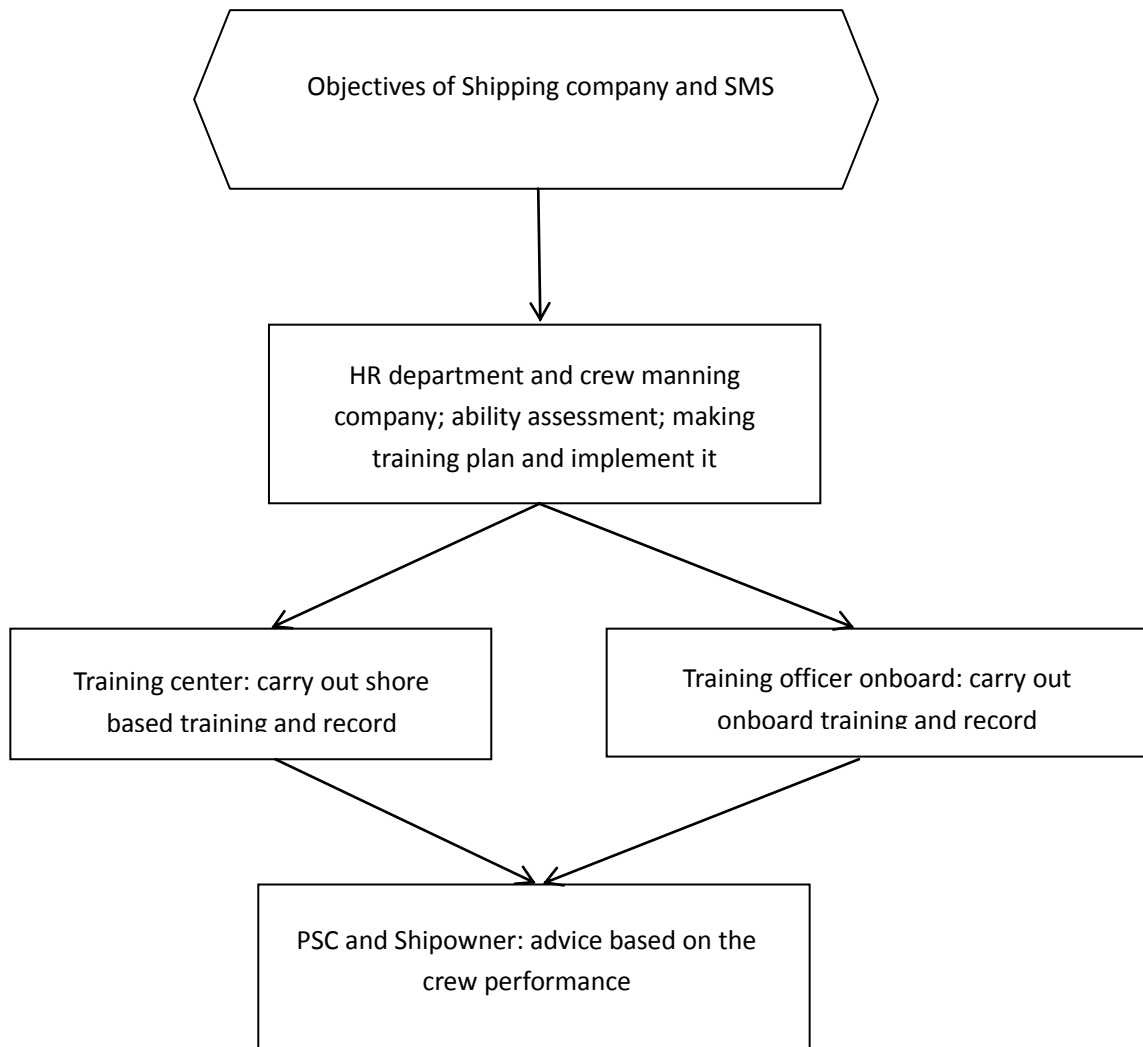 Objectives of Shipping company and SMS
HR department and crew manning
company; ability assessment; making
training plan and implement it
Training center: carry out shore
based training and record
Training officer onboard: carry out
onboard training and record
PSC and Shipowner: advice based on the
crew performance